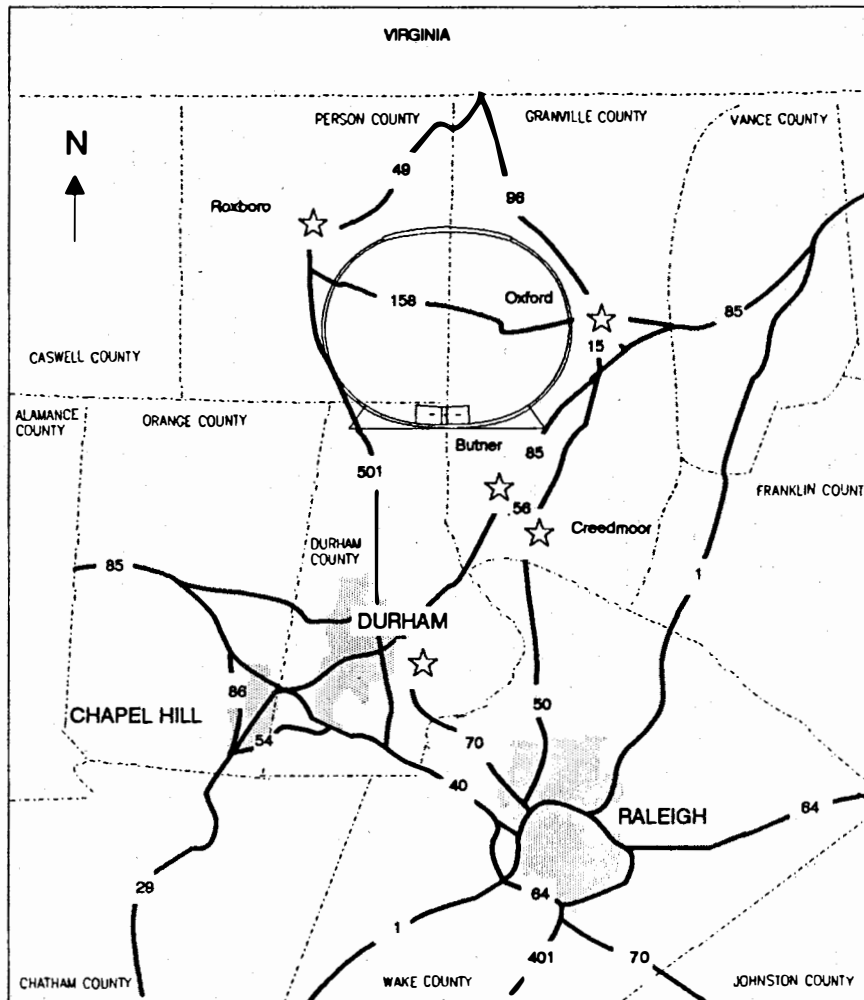 VIRGINIA
PERSON COUNTY
GRANVILLE COUNTY
VANCE COUNTY
N
49
96
Roxboro
158
Oxford
85
15
CASWELL COUNTY
ALAMANCE
COUNTY
ORANGE COUNTY
Butner
85
501
56
FRANKLIN COUNT
Creedmoor
DURHAM
COUNTY
85
1
DURHAM
86
50
CHAPEL HILL
54
70
40
64
RALEIGH
29
64
1
401
70
CHATHAM COUNTY
WAKE COUNTY
JOHNSTON COUNTY